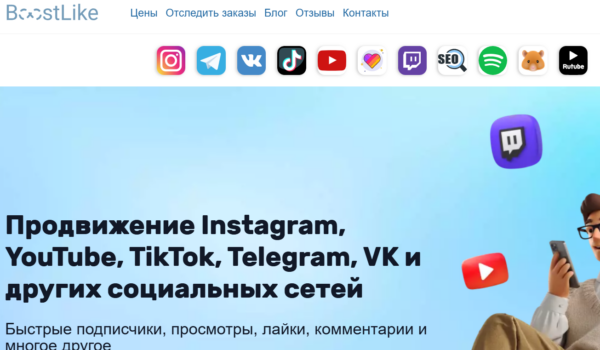 BoostLike
Цены Отследить заказы Блог Отзывы Контакты
SEO
Rutube
Продвижение Instagram,
YouTube, TikTok, Telegram, VK и
других социальных сетей
Быстрые подписчики, просмотры, лайки, комментарии и
многое другое